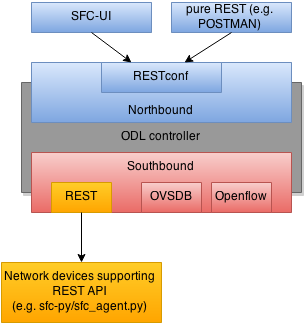 SFC-UI
pure REST (e.g.
POSTMAN)
RESTconf
Northbound
ODL controller
Southbound
REST
OVSDB
Openflow
Network devices supporting
REST API
(e.g. sfc-py/sfc_agent.py)